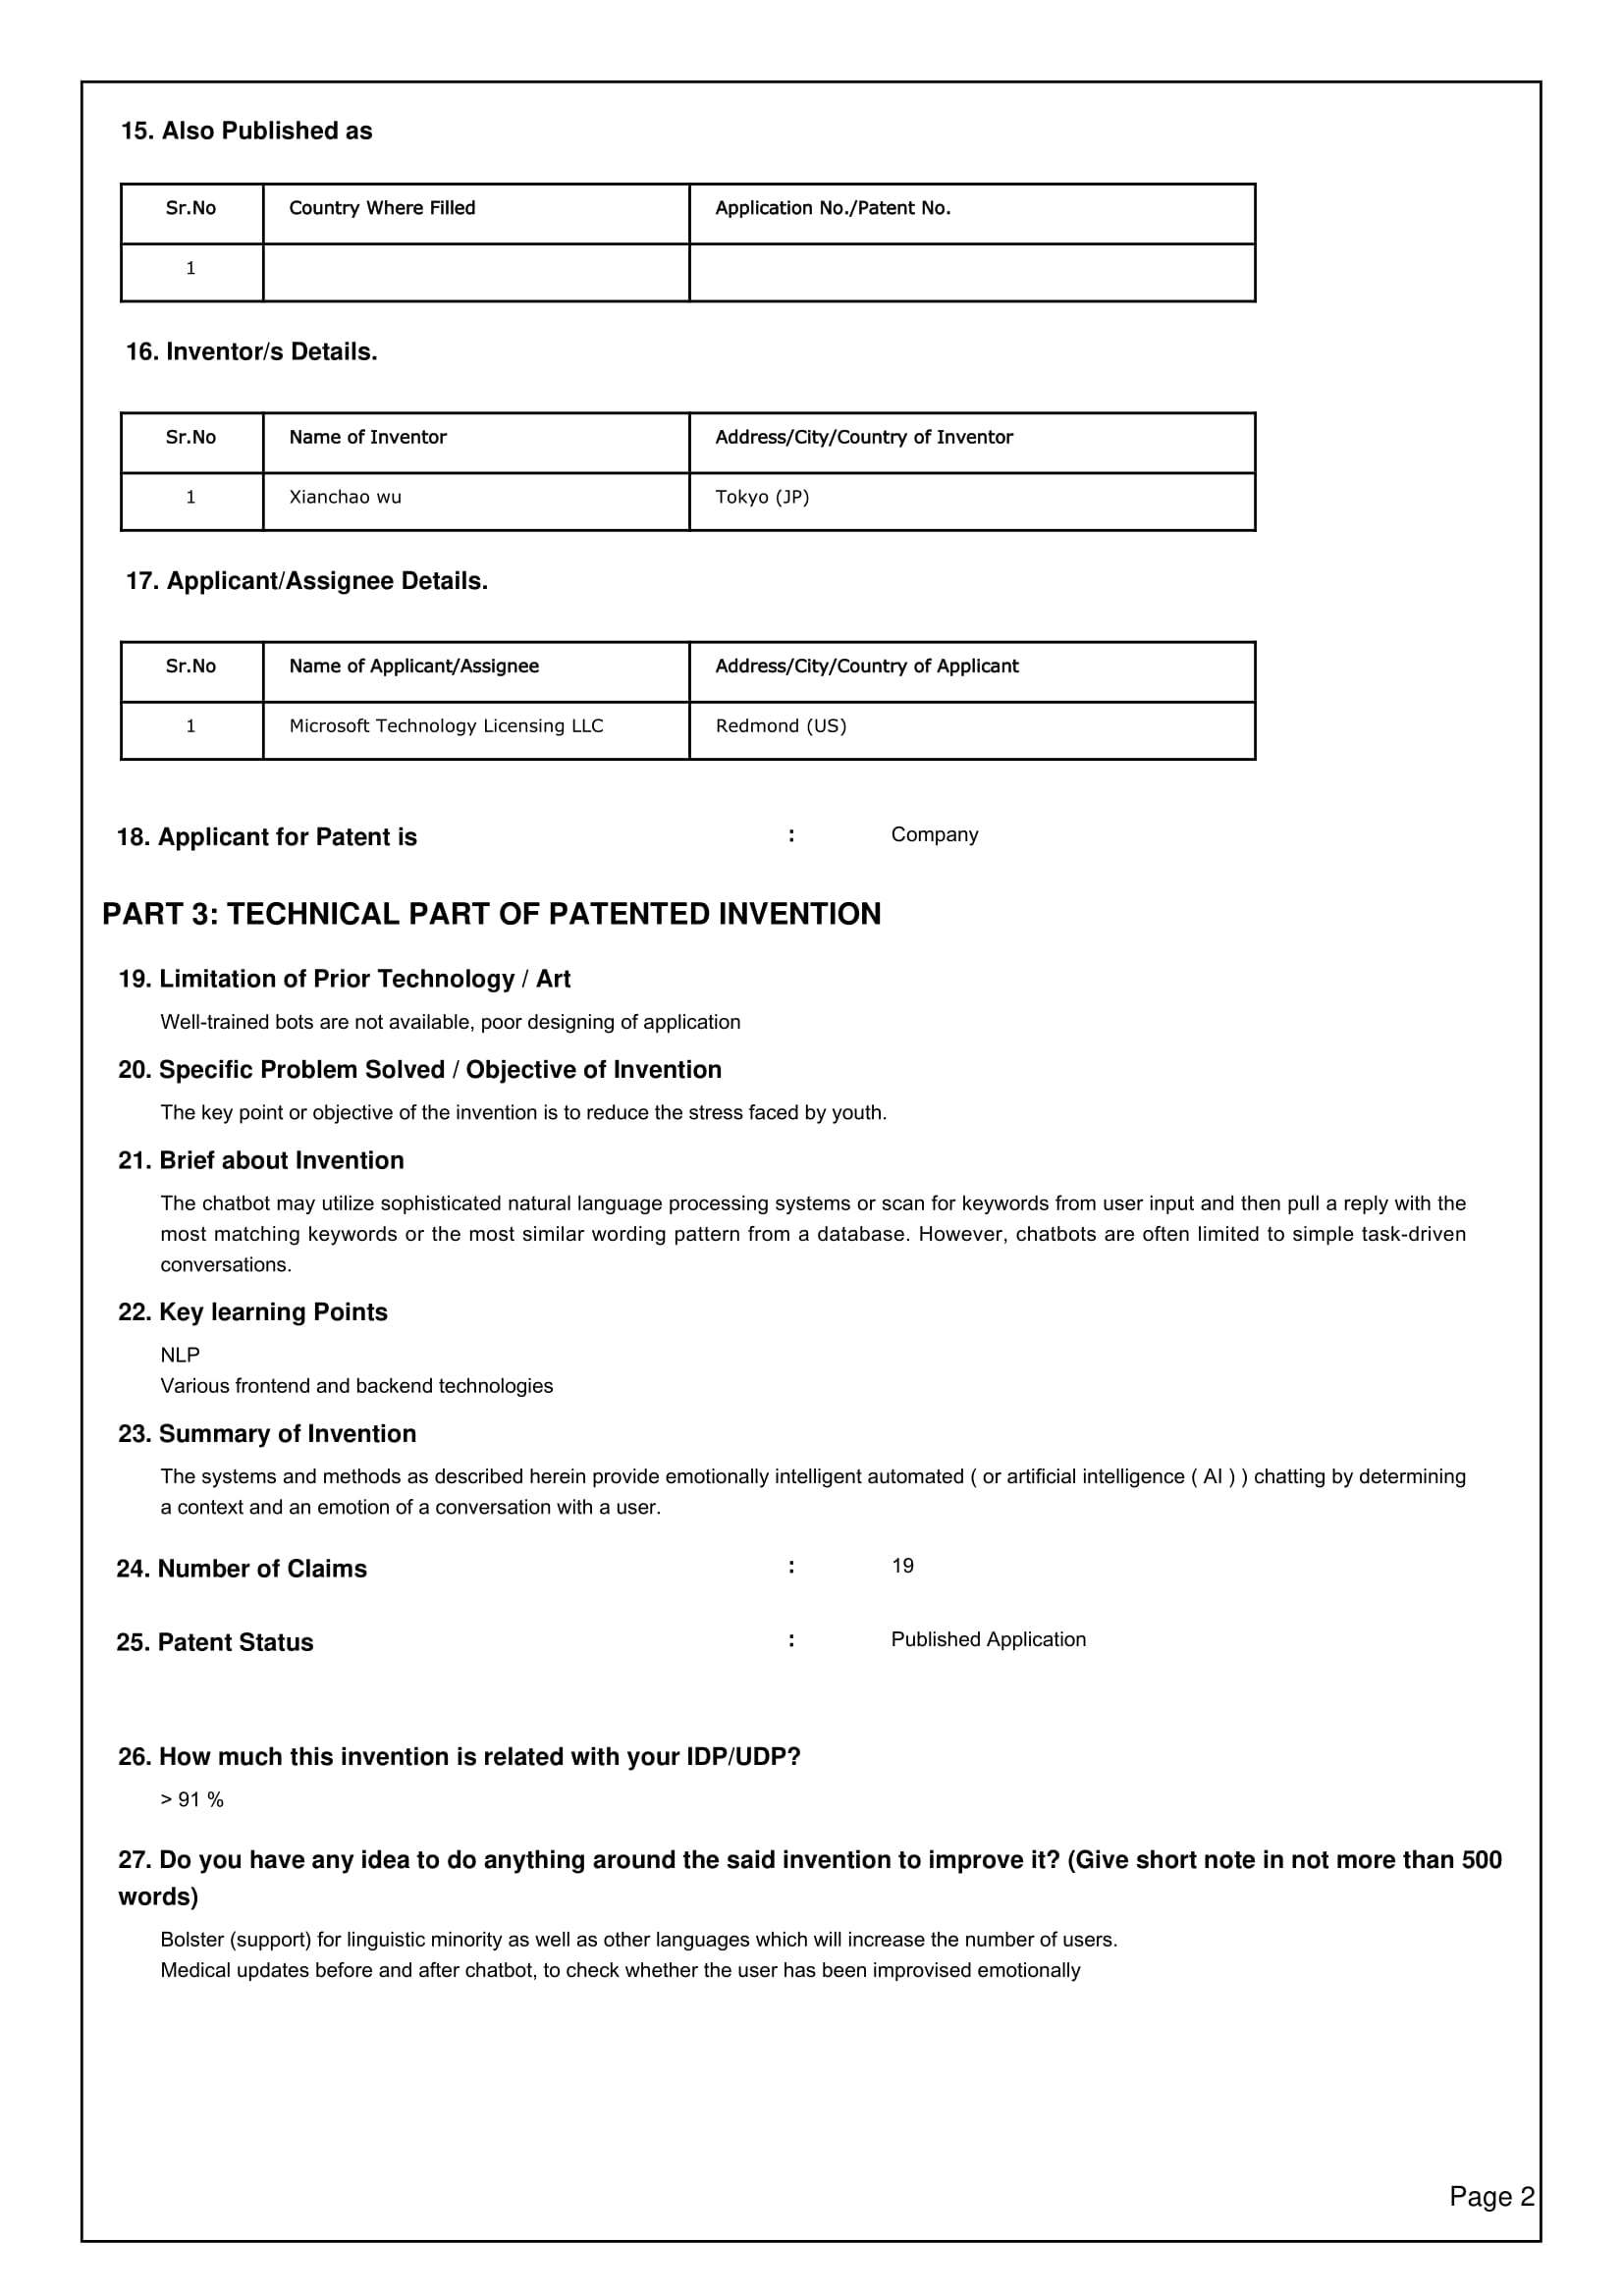 15. Also Published as
Sr.No Country Where Filled Application No./Patent No.
1
16. Inventor/s Details.
Sr.No Name of Inventor Address/City/Country of Inventor
1 Xianchao wu Tokyo (JP)
17. Applicant/Assignee Details.
Sr.No Name of Applicant/Assignee Address/City/Country of Applicant
1 Microsoft Technology Licensing LLC Redmond (US)
18. Applicant for Patent is : Company
PART 3: TECHNICAL PART OF PATENTED INVENTION
19. Limitation of Prior Technology / Art
Well-trained bots are not available, poor designing of application
20. Specific Problem Solved / Objective of Invention
The key point or objective of the invention is to reduce the stress faced by youth.
21. Brief about Invention
The chatbot may utilize sophisticated natural language processing systems or scan for keywords from user input and then pull a reply with the
most matching keywords or the most similar wording pattern from a database. However, chatbots are often limited to simple task-driven
conversations.
22. Key learning Points
NLP
Various frontend and backend technologies
23. Summary of Invention
The systems and methods as described herein provide emotionally intelligent automated ( or artificial intelligence ( AI ) ) chatting by determining
a context and an emotion of a conversation with a user.
24. Number of Claims : 19
25. Patent Status : Published Application
26. How much this invention is related with your IDP/UDP?
> 91 %
27. Do you have any idea to do anything around the said invention to improve it? (Give short note in not more than 500
words)
Bolster (support) for linguistic minority as well as other languages which will increase the number of users.
Medical updates before and after chatbot, to check whether the user has been improvised emotionally
Page 2